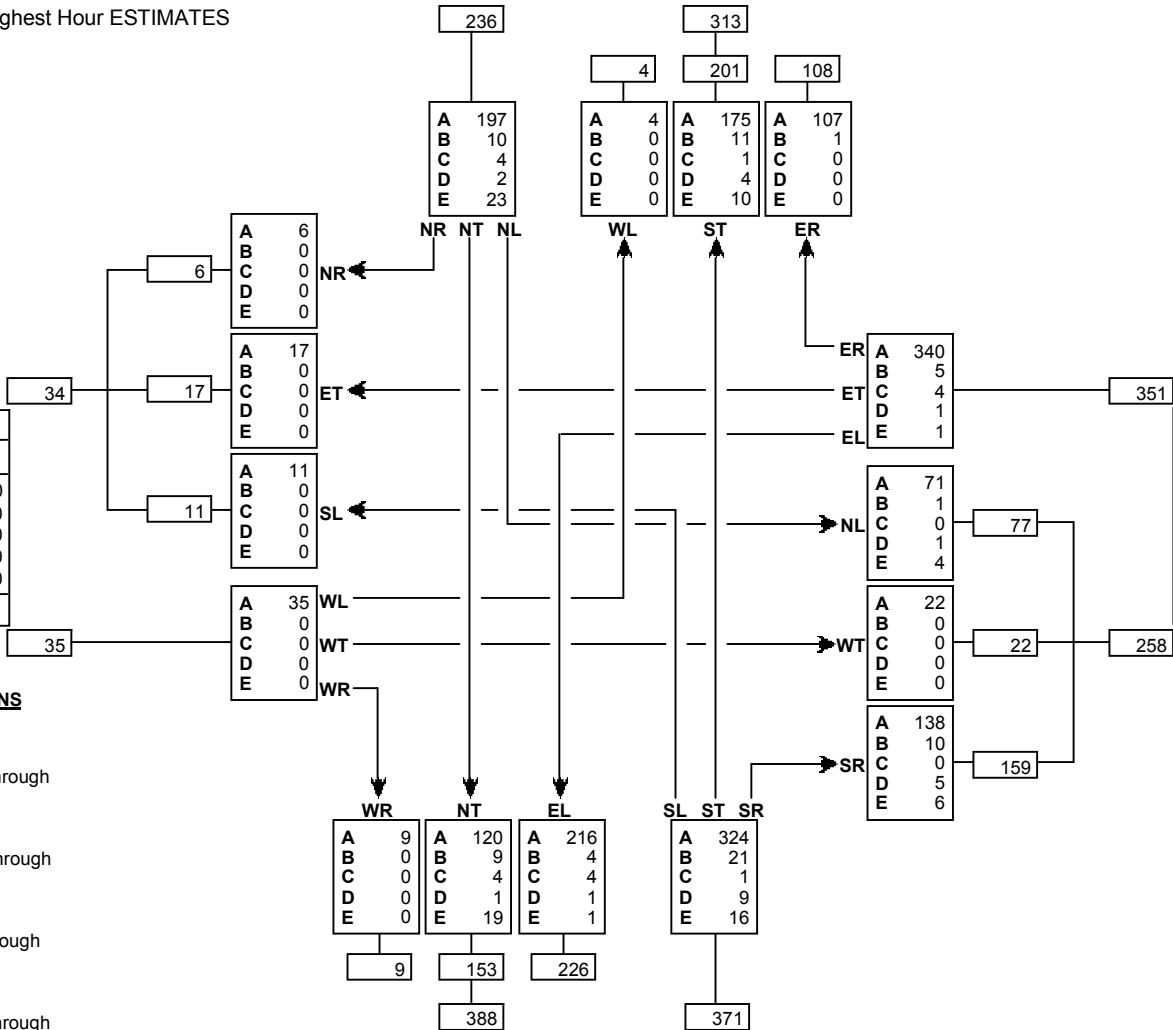 ghest Hour ESTIMATES
236
313
4
201
108
A 197
B 10
C 4
D 2
E 23
A 4
B 0
C 0
D 0
E 0
A 175
B 11
C 1
D 4
E 10
A 107
B 1
C 0
D 0
E 0
NR NT NL
WL
ST
ER
6
A 6
B 0
C 0
D 0
E 0
NR
34
17
A 17
B 0
C 0
D 0
E 0
ET
11
A 11
B 0
C 0
D 0
E 0
SL
35
A 35
B 0
C 0
D 0
E 0
WL
WT
WR
ER
ET
EL
A 340
B 5
C 4
D 1
E 1
351
NL
A 71
B 1
C 0
D 1
E 4
77
WT
A 22
B 0
C 0
D 0
E 0
22
258
SR
A 138
B 10
C 0
D 5
E 6
159
NS
hrough
hrough
ough
hrough
WR
NT
EL
SL ST SR
A 9
B 0
C 0
D 0
E 0
A 120
B 9
C 4
D 1
E 19
A 216
B 4
C 4
D 1
E 1
A 324
B 21
C 1
D 9
E 16
9
153
226
388
371